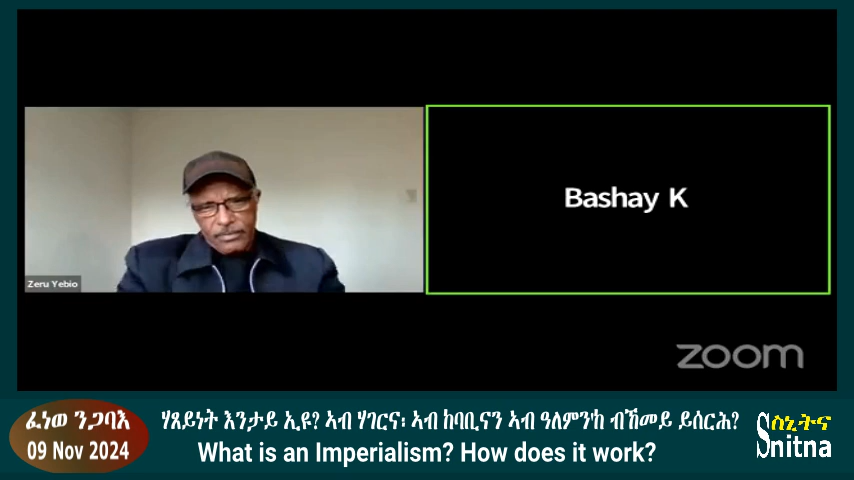 Bashay K
Zeru Yebio
zoom
ፈነወ ንጋባእ
09 Nov 2024
ሃጸይነት እንታይ ኢዩ? ኣብ ሃገርና፡ ኣብ ከባቢናን ኣብ ዓለምን'ከ ብኸመይ ይሰርሕ?
What is an Imperialism? How does it work?
ስኒትና
Snitna